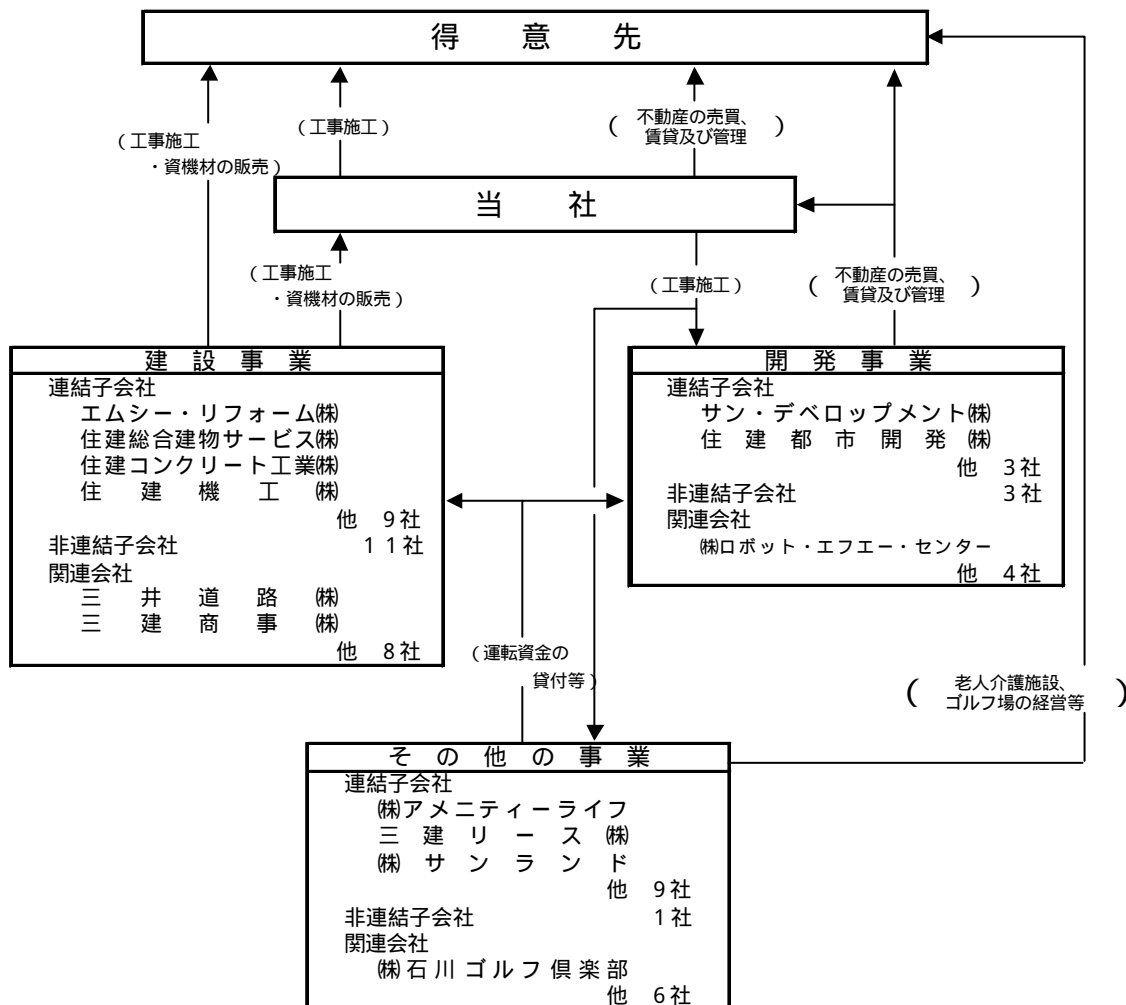 得意先
（工事施工
・資機材の販売）
（工事施工）
（不動産の売買、
賃貸及び管理）
当社
（工事施工
・資機材の販売）
（工事施工）
（不動産の売買、
賃貸及び管理）
建設事業
連結子会社
エムシー・リフォーム㈱
住建総合建物サービス㈱
住建コンクリート工業㈱
住建機工㈱
他 9社
非連結子会社 11社
関連会社
三井道路㈱
三建商事㈱
他 8社
開発事業
連結子会社
サン・デベロップメント㈱
住建都市開発㈱
他 3社
非連結子会社 3社
関連会社
㈱ロボット・エフエー・センター
他 4社
（運転資金の
貸付等）
（老人介護施設、
ゴルフ場の経営等）
その他の事業
連結子会社
㈱アメニティーライフ
三建リース㈱
㈱サンランド
他 9社
非連結子会社 1社
関連会社
㈱石川ゴルフ倶楽部
他 6社